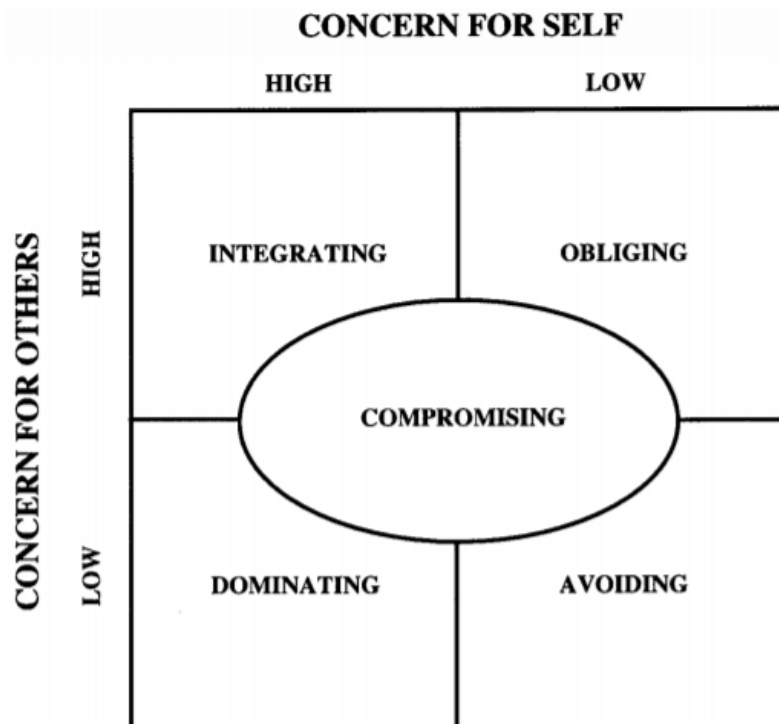 CONCERN FOR SELF
HIGH
LOW
CONCERN FOR OTHERS
HIGH
INTEGRATING
OBLIGING
COMPROMISING
LOW
DOMINATING
AVOIDING